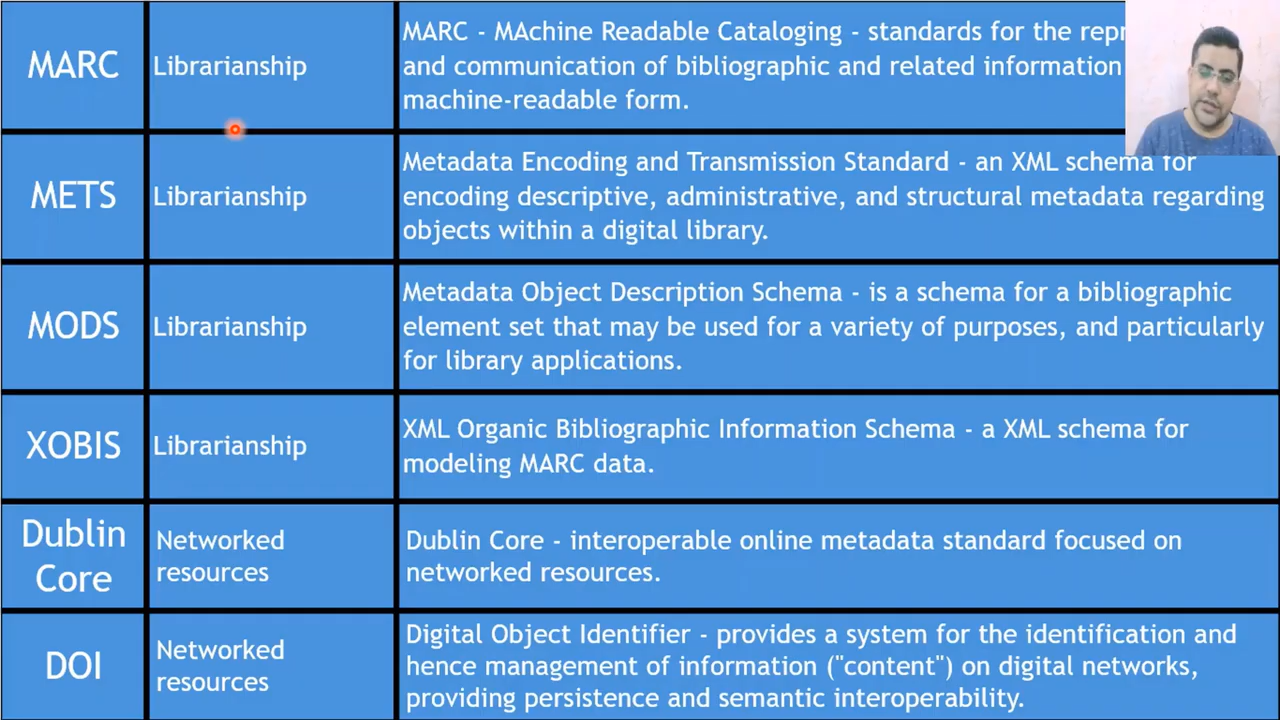 MARC
Librarianship
MARC - MAchine Readable Cataloging - standards for the
and communication of bibliographic and related information
machine-readable form.
METS
Librarianship
Metadata Encoding and Transmission Standard - an XML schema for
encoding descriptive, administrative, and structural metadata regarding
objects within a digital library.
MODS
Librarianship
Metadata Object Description Schema - is a schema for a bibliographic
element set that may be used for a variety of purposes, and particularly
for library applications.
XOBIS
Librarianship
XML Organic Bibliographic Information Schema - a XML schema for
modeling MARC data.
Dublin
Core
Networked
resources
Dublin Core - interoperable online metadata standard focused on
networked resources.
DOI
Networked
resources
Digital Object Identifier - provides a system for the identification and
hence management of information ("content") on digital networks,
providing persistence and semantic interoperability.